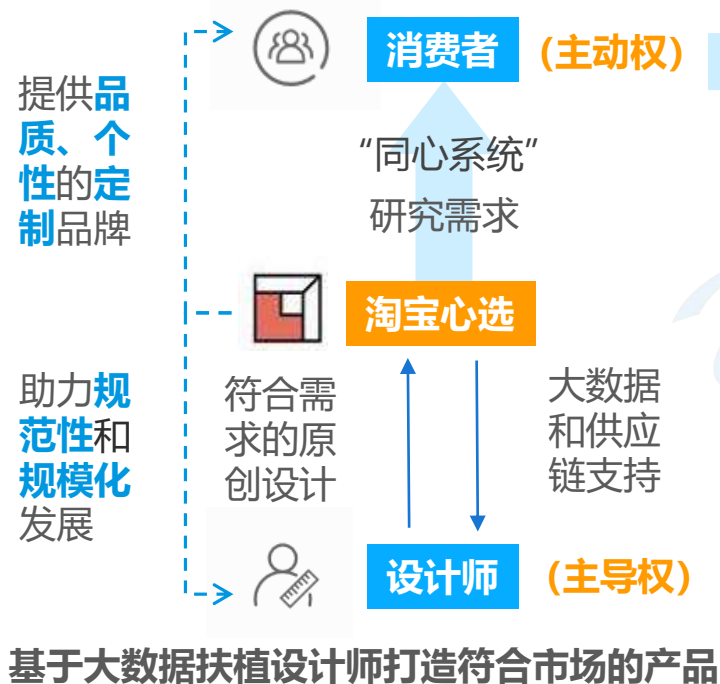 消费者
（主动权）
提供品
质、个
性的定
制品牌
“同心系统”
研究需求
淘宝心选
助力规
范性和
规模化
发展
符合需
求的原
创设计
大数据
和供应
链支持
设计师
（主导权）
基于大数据扶植设计师打造符合市场的产品